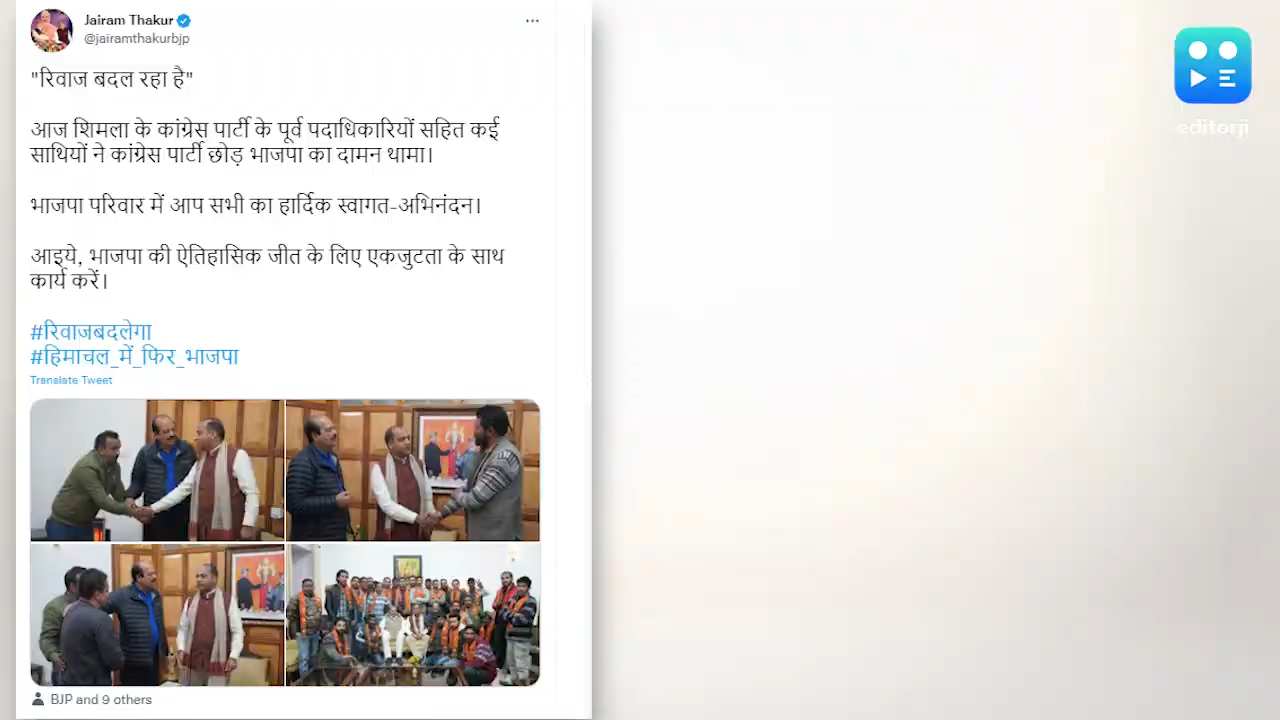 Jairam Thakur
@jairamthakurbjp
"रिवाज बदल रहा है"
आज शिमला के कांग्रेस पार्टी के पूर्व पदाधिकारियों सहित कई
साथियों ने कांग्रेस पार्टी छोड़ भाजपा का दामन थामा।
भाजपा परिवार में आप सभी का हार्दिक स्वागत-अभिनंदन।
आइये, भाजपा की ऐतिहासिक जीत के लिए एकजुटता के साथ
कार्य करें।
#रिवाजबदलेगा
#हिमाचल_में_फिर_भाजपा
Translate Tweet
BJP and 9 others
editorji